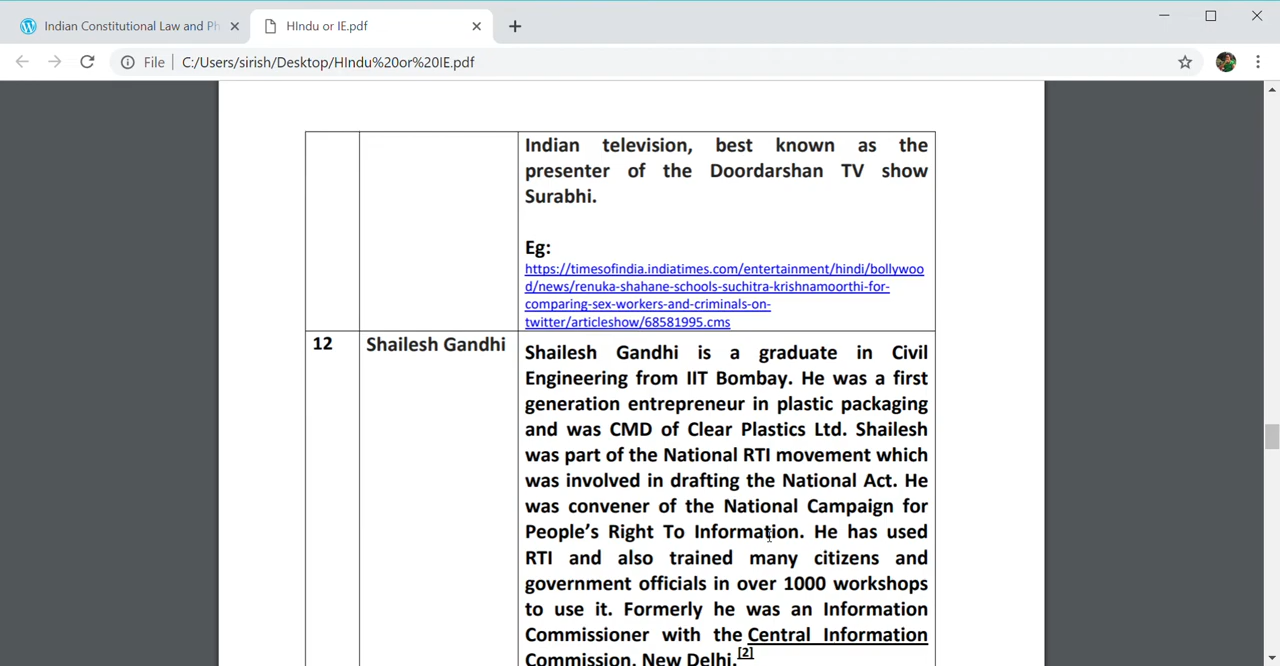 Indian Constitutional Law and Ph
HIndu or IE.pdf
File
C:/Users/sirish/Desktop/HIndu%20or%20IE.pdf
Indian television, best known as the
presenter of the Doordarshan TV show
Surabhi.
Eg:
https://timesofindia.indiatimes.com/entertainment/hindi/bollywoo
d/news/renuka-shahane-schools-suchitra-krishnamoorthi-for-
comparing-sex-workers-and-criminals-on-
twitter/articleshow/68581995.cms
12
Shailesh Gandhi
Shailesh Gandhi is a graduate in Civil
Engineering from IIT Bombay. He was a first
generation entrepreneur in plastic packaging
and was CMD of Clear Plastics Ltd. Shailesh
was part of the National RTI movement which
was involved in drafting the National Act. He
was convener of the National Campaign for
People’s Right To Information. He has used
RTI and also trained many citizens and
government officials in over 1000 workshops
to use it. Formerly he was an Information
Commissioner with the Central Information
Commission, New Delhi.[2]